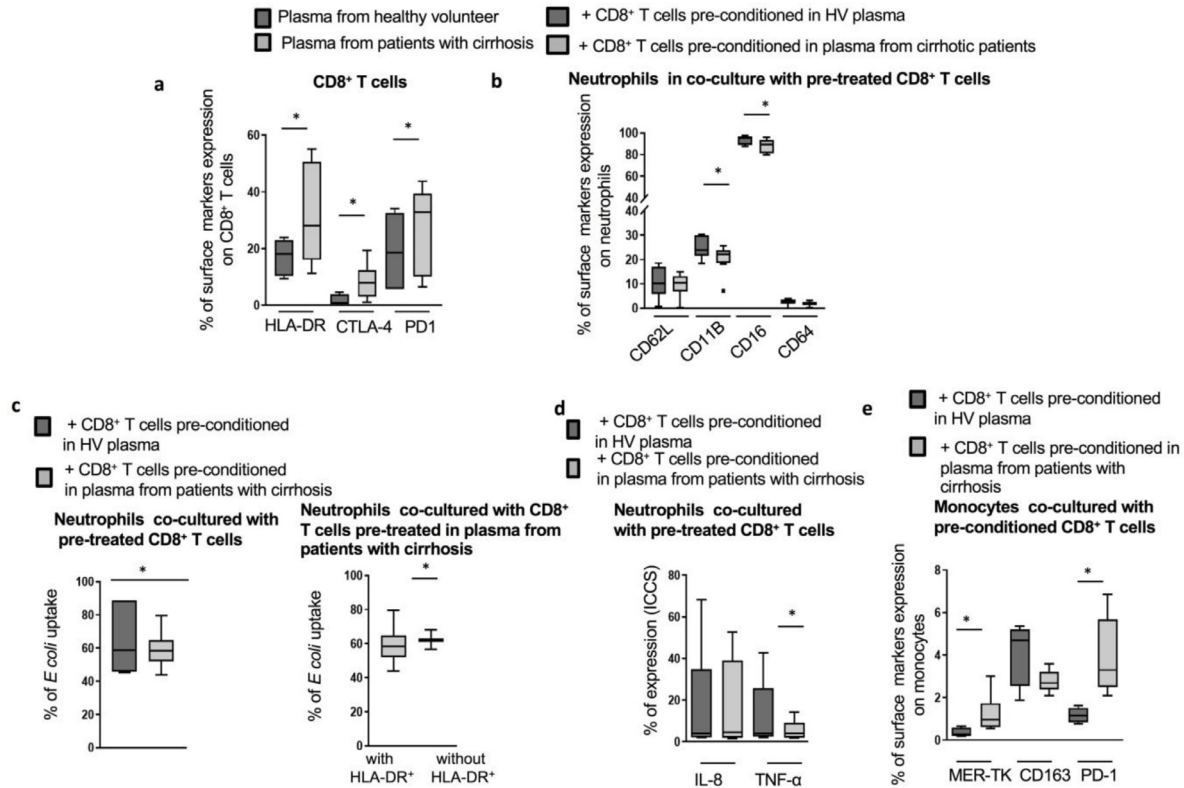 Plasma from healthy volunteer
Plasma from patients with cirrhosis
+ CD8⁺ T cells pre-conditioned in HV plasma
+ CD8⁺ T cells pre-conditioned in plasma from cirrhotic patients
a
CD8⁺ T cells
% of surface markers expression
on CD8⁺ T cells
60
40
20
0
*
*
*
HLA-DR
CTLA-4
PD1
b
Neutrophils in co-culture with pre-treated CD8⁺ T cells
% of surface markers expression
on neutrophils
100
80
60
40
40
30
20
10
0
*
*
CD62L
CD11B
CD16
CD64
c
+ CD8⁺ T cells pre-conditioned
in HV plasma
+ CD8⁺ T cells pre-conditioned
in plasma from patients with cirrhosis
Neutrophils co-cultured with
pre-treated CD8⁺ T cells
% of E coli uptake
100
80
60
40
20
0
*
Neutrophils co-cultured with CD8⁺
T cells pre-treated in plasma from
patients with cirrhosis
% of E coli uptake
100
80
60
40
20
0
*
with
HLA-DR⁺
without
HLA-DR⁺
d
+ CD8⁺ T cells pre-conditioned
in HV plasma
+ CD8⁺ T cells pre-conditioned
in plasma from patients with cirrhosis
Neutrophils co-cultured
with pre-treated CD8⁺ T cells
% of expression (ICCS)
80
60
40
20
0
*
IL-8
TNF-α
e
+ CD8⁺ T cells pre-conditioned
in HV plasma
+ CD8⁺ T cells pre-conditioned in
plasma from patients with
cirrhosis
Monocytes co-cultured with
pre-conditioned CD8⁺ T cells
% of surface markers expression
on monocytes
8
6
4
2
0
*
*
MER-TK
CD163
PD-1